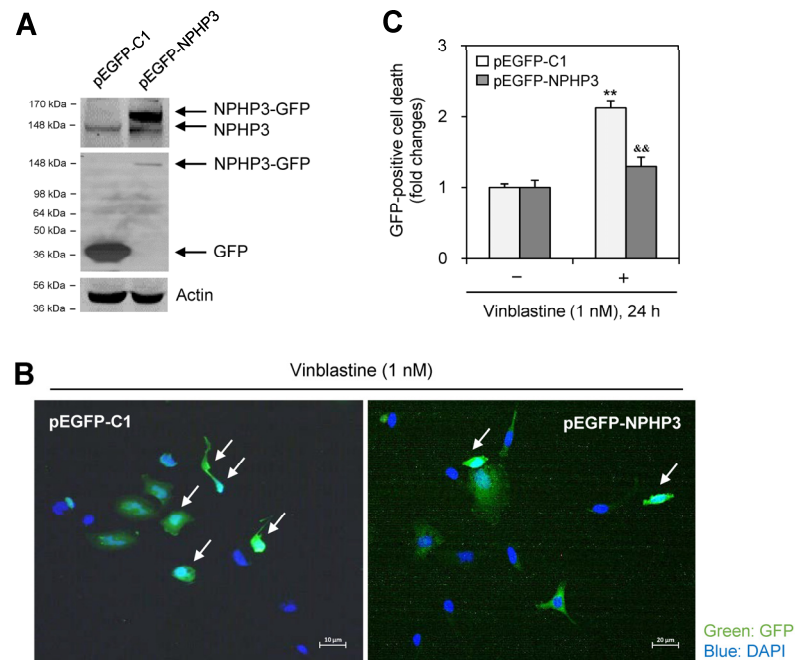 A
pEGFP-C1
pEGFP-NPHP3
170 kDa
148 kDa
NPHP3-GFP
NPHP3
148 kDa
98 kDa
64 kDa
50 kDa
36 kDa
NPHP3-GFP
GFP
56 kDa
36 kDa
Actin
C
GFP-positive cell death
(fold changes)
3
2
1
0
pEGFP-C1
pEGFP-NPHP3
**
&&
− +
Vinblastine (1 nM), 24 h
B
Vinblastine (1 nM)
pEGFP-C1
pEGFP-NPHP3
10 µm
20 µm
Green: GFP
Blue: DAPI